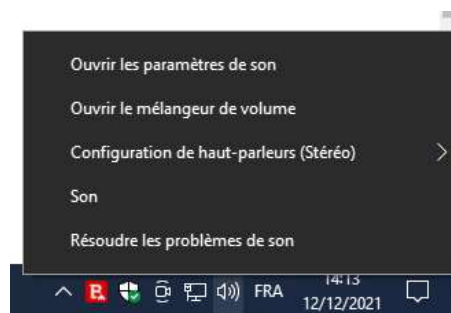 Ouvrir les paramètres de son
Ouvrir le mélangeur de volume
Configuration de haut-parleurs (Stéréo)
Son
Résoudre les problèmes de son
B
FRA
14:13
12/12/2021